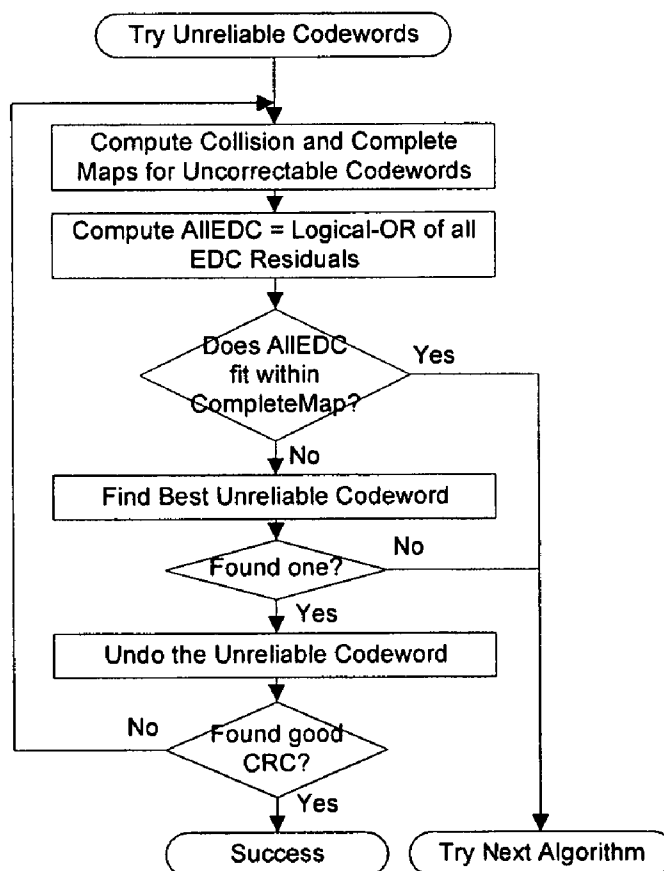 Try Unreliable Codewords
Compute Collision and Complete
Maps for Uncorrectable Codewords
Compute AllEDC = Logical-OR of all
EDC Residuals
Does AllEDC
fit within
CompleteMap?
Yes
No
Find Best Unreliable Codeword
Found one?
No
Yes
Undo the Unreliable Codeword
No
Found good
CRC?
Yes
Success
Try Next Algorithm